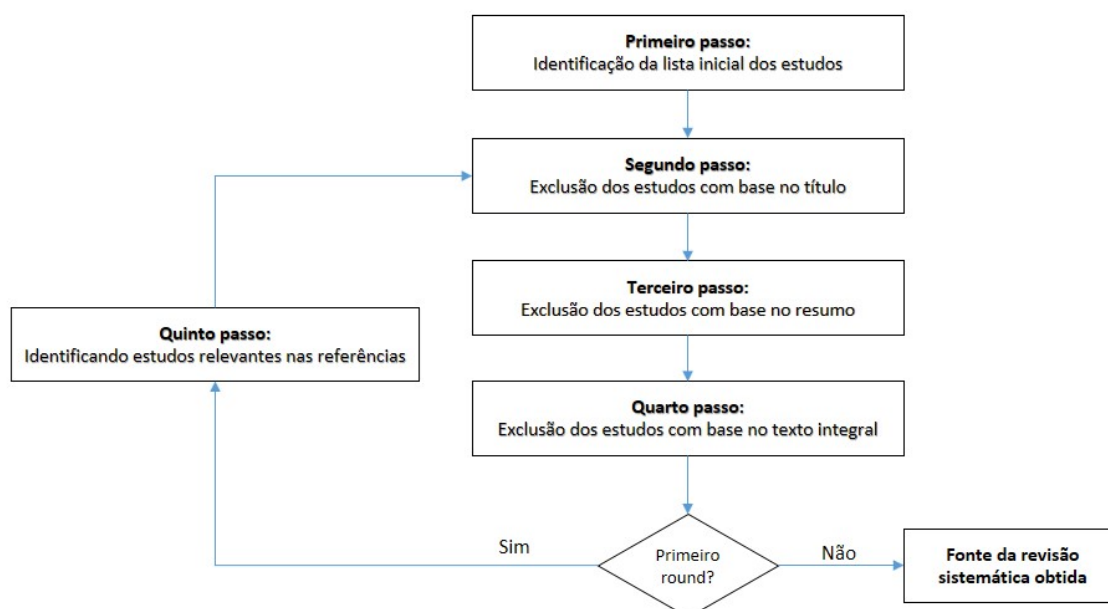 Primeiro passo:
Identificação da lista inicial dos estudos
Segundo passo:
Exclusão dos estudos com base no título
Terceiro passo:
Exclusão dos estudos com base no resumo
Quinto passo:
Identificando estudos relevantes nas referências
Quarto passo:
Exclusão dos estudos com base no texto integral
Sim
Primeiro
round?
Não
Fonte da revisão
sistemática obtida